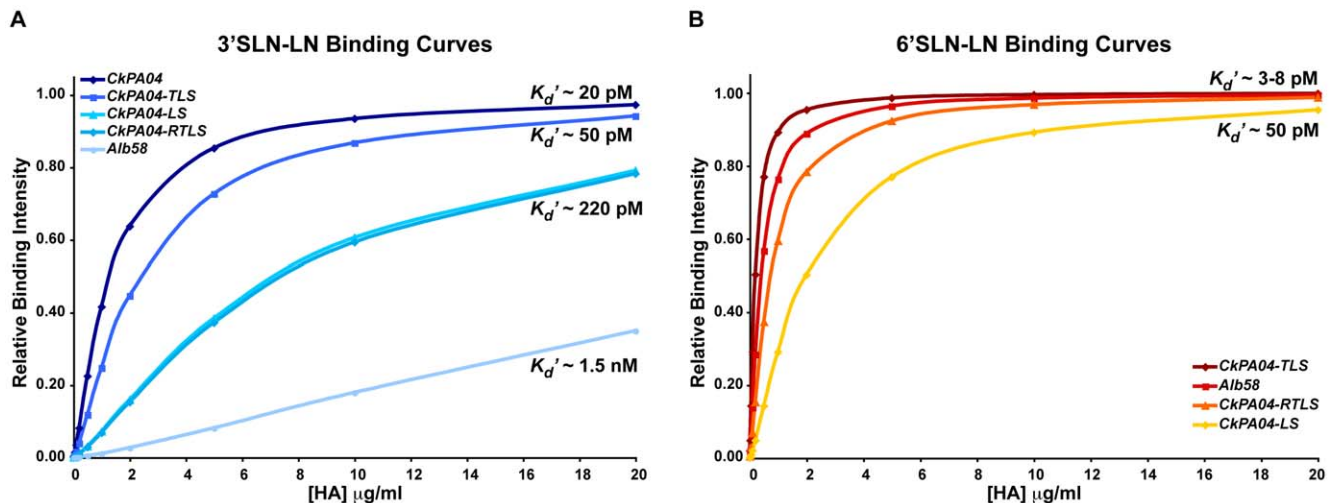 A
3'SLN-LN Binding Curves
Relative Binding Intensity
1.00
0.80
0.60
0.40
0.20
0.00
CkPA04
CkPA04-TLS
CkPA04-LS
CkPA04-RTLS
Alb58
Kd' ~ 20 pM
Kd' ~ 50 pM
Kd' ~ 220 pM
Kd' ~ 1.5 nM
0 2 4 6 8 10 12 14 16 18 20
[HA] μg/ml
B
6'SLN-LN Binding Curves
Relative Binding Intensity
1.00
0.80
0.60
0.40
0.20
0.00
Kd' ~ 3-8 pM
Kd' ~ 50 pM
CkPA04-TLS
Alb58
CkPA04-RTLS
CkPA04-LS
0 2 4 6 8 10 12 14 16 18 20
[HA] μg/ml